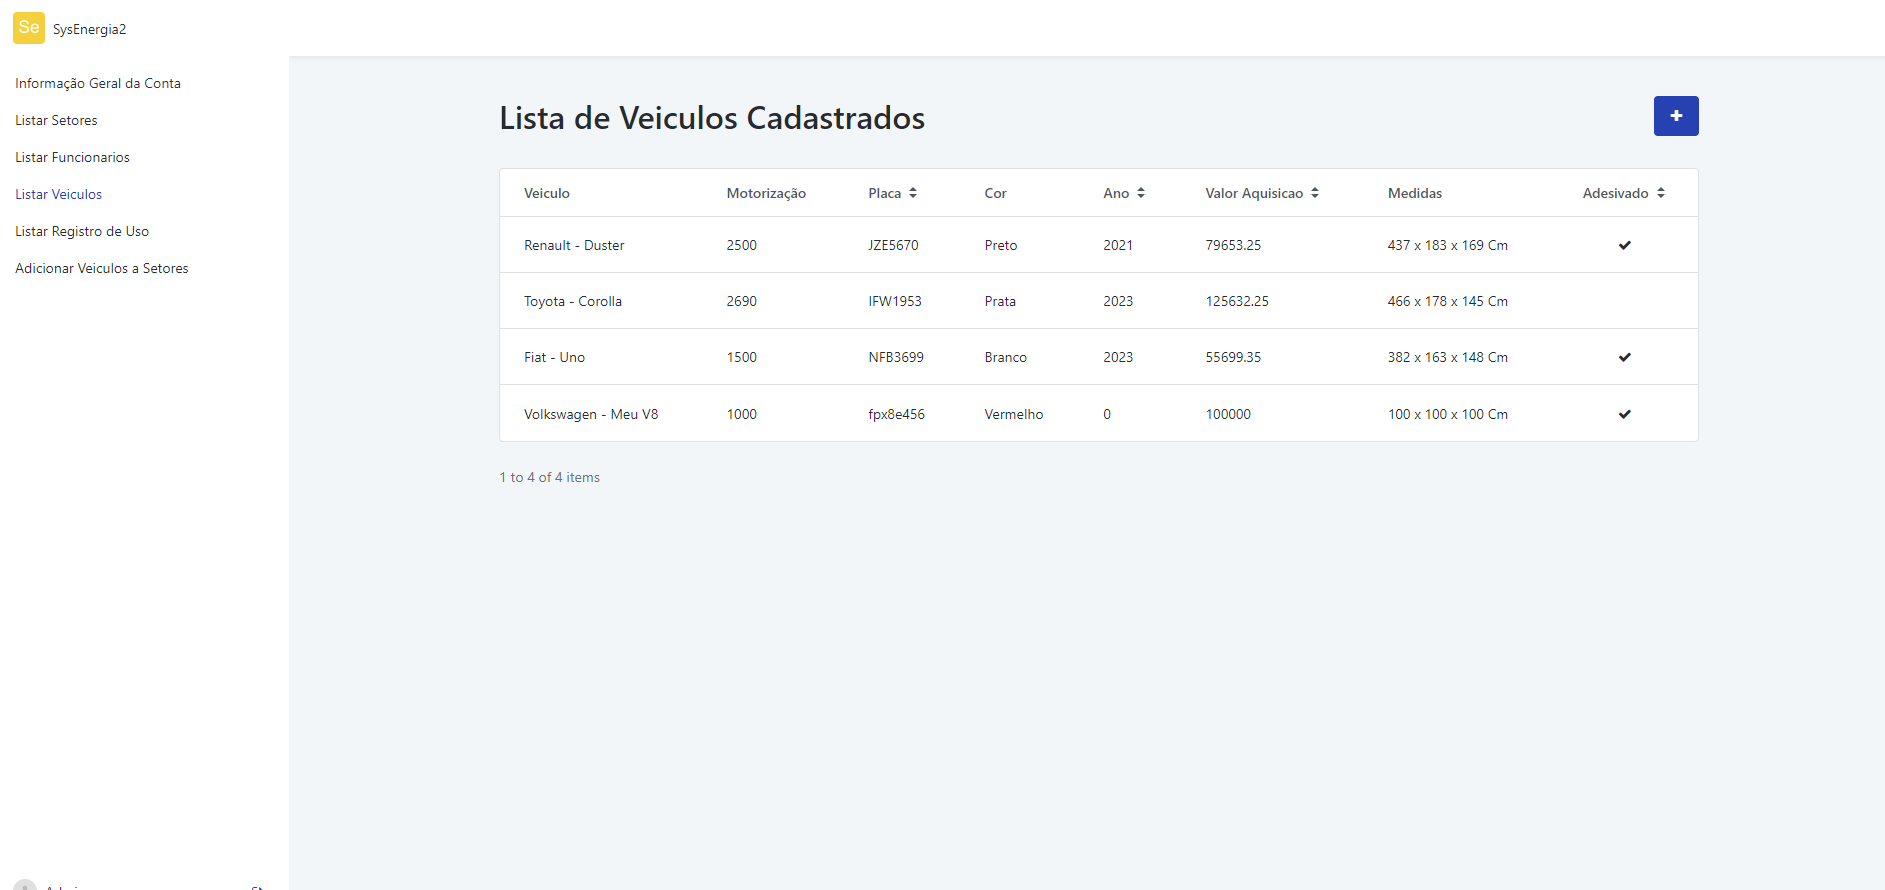 Se SysEnergia2
Informação Geral da Conta
Listar Setores
Listar Funcionarios
Listar Veiculos
Listar Registro de Uso
Adicionar Veiculos a Setores
Lista de Veiculos Cadastrados
Veiculo Motorização Placa Cor Ano Valor Aquisicao Medidas Adesivado
Renault - Duster 2500 JZE5670 Preto 2021 79653.25 437 x 183 x 169 Cm
Toyota - Corolla 2690 IFW1953 Prata 2023 125632.25 466 x 178 x 145 Cm
Fiat - Uno 1500 NFB3699 Branco 2023 55699.35 382 x 163 x 148 Cm
Volkswagen - Meu V8 1000 fpx8e456 Vermelho 0 100000 100 x 100 x 100 Cm
1 to 4 of 4 items